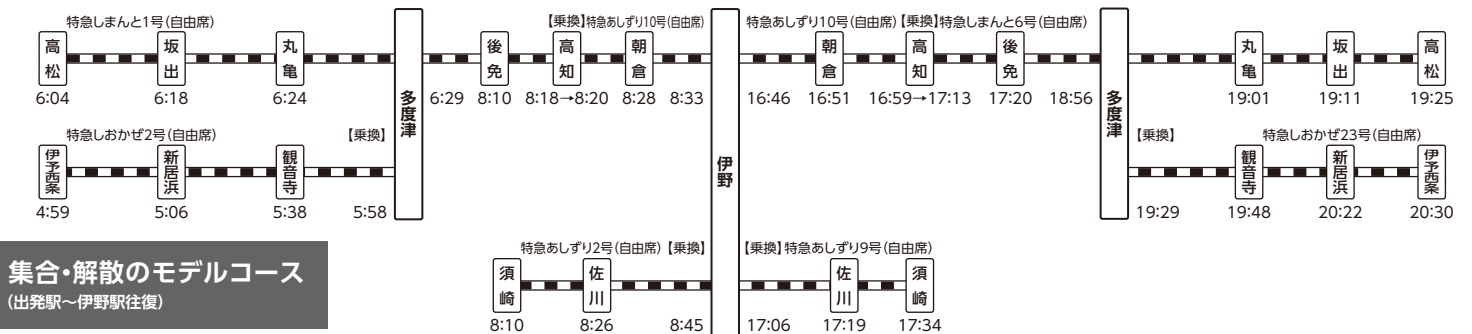 特急しまんと1号(自由席)
【乗換】特急あしずり10号(自由席)
特急あしずり10号(自由席)【乗換】特急しまんと6号(自由席)
高松 坂出 丸亀 多度津 後免 高知 朝倉 伊野 朝倉 高知 後免 多度津 丸亀 坂出 高松
6:04 6:18 6:24 6:29 8:10 8:18→8:20 8:28 8:33 16:46 16:51 16:59→17:13 17:20 18:56 19:01 19:11 19:25
特急しおかぜ2号(自由席) 【乗換】
【乗換】 特急しおかぜ23号(自由席)
伊予西条 新居浜 観音寺 観音寺 新居浜 伊予西条
4:59 5:06 5:38 5:58 19:29 19:48 20:22 20:30
特急あしずり2号(自由席)【乗換】
【乗換】特急あしずり9号(自由席)
須崎 佐川 佐川 須崎
8:10 8:26 8:45 17:06 17:19 17:34
集合・解散のモデルコース
(出発駅~伊野駅往復)